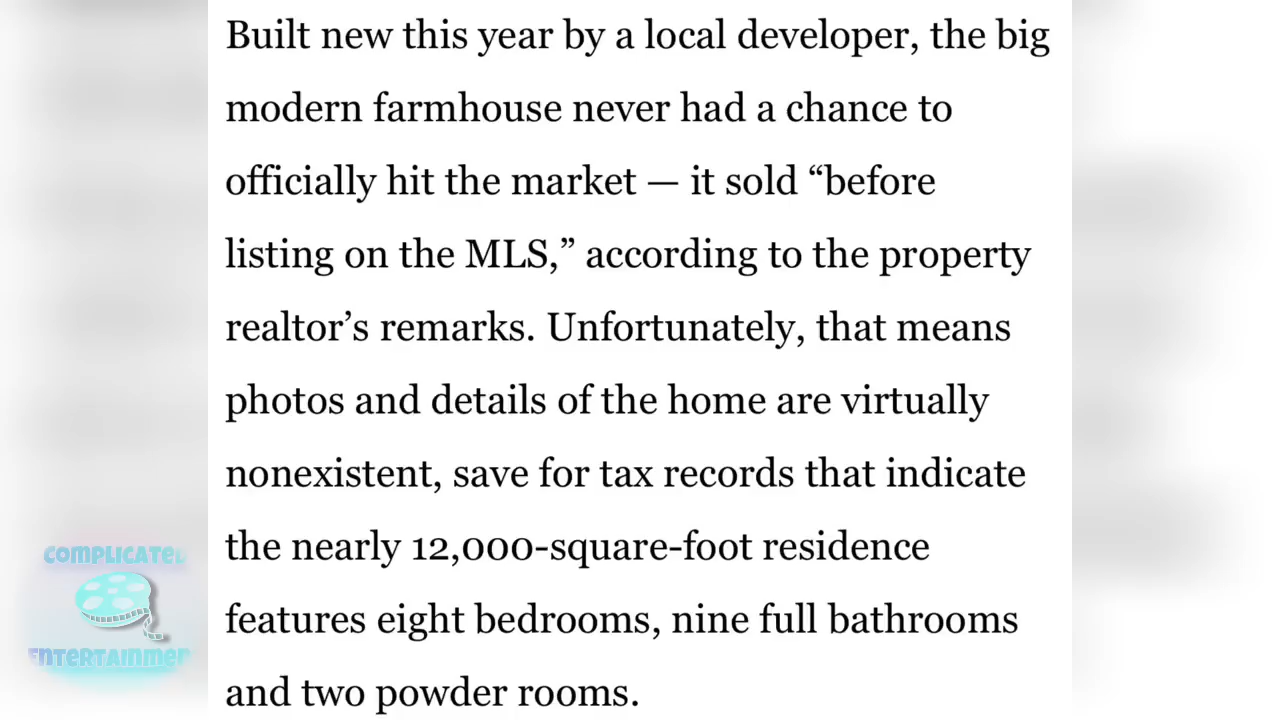 Built new this year by a local developer, the big
modern farmhouse never had a chance to
officially hit the market — it sold “before
listing on the MLS,” according to the property
realtor’s remarks. Unfortunately, that means
photos and details of the home are virtually
nonexistent, save for tax records that indicate
the nearly 12,000-square-foot residence
features eight bedrooms, nine full bathrooms
and two powder rooms.
COMPLICATED
ENTERTAINMENT